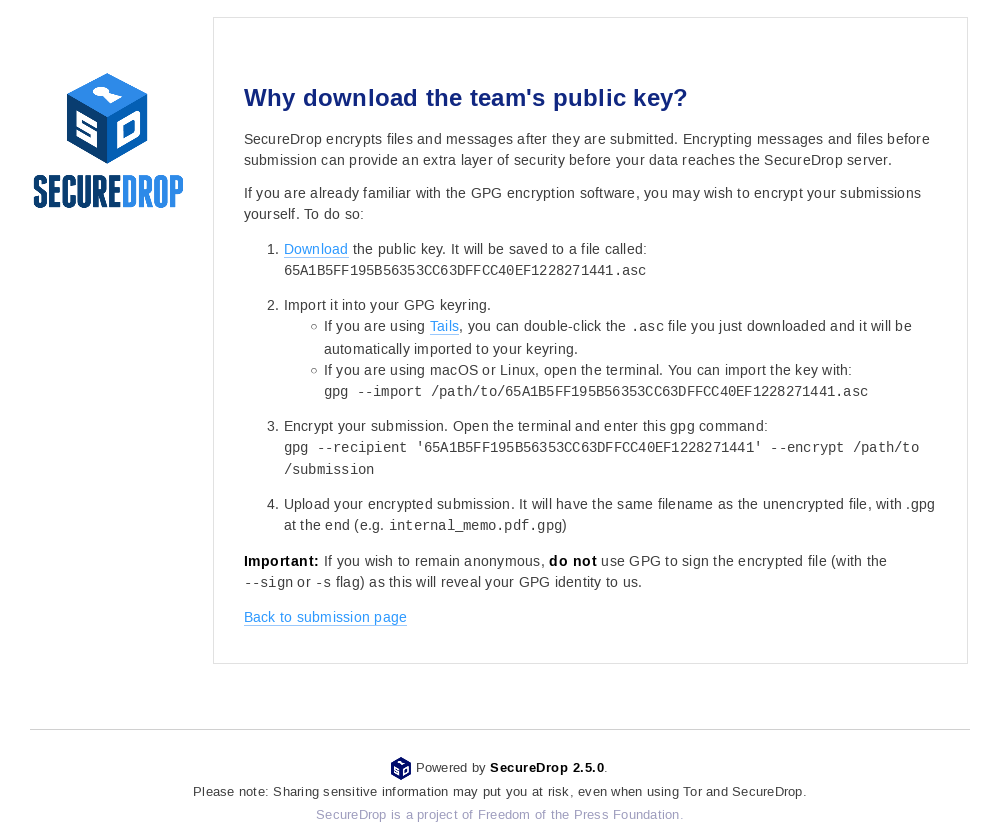 SD
SECUREDROP
Why download the team's public key?
SecureDrop encrypts files and messages after they are submitted. Encrypting messages and files before
submission can provide an extra layer of security before your data reaches the SecureDrop server.
If you are already familiar with the GPG encryption software, you may wish to encrypt your submissions
yourself. To do so:
1. Download the public key. It will be saved to a file called:
65A1B5FF195B56353CC63DFFCC40EF1228271441.asc
2. Import it into your GPG keyring.
○ If you are using Tails, you can double-click the .asc file you just downloaded and it will be
automatically imported to your keyring.
○ If you are using macOS or Linux, open the terminal. You can import the key with:
gpg --import /path/to/65A1B5FF195B56353CC63DFFCC40EF1228271441.asc
3. Encrypt your submission. Open the terminal and enter this gpg command:
gpg --recipient '65A1B5FF195B56353CC63DFFCC40EF1228271441' --encrypt /path/to
/submission
4. Upload your encrypted submission. It will have the same filename as the unencrypted file, with .gpg
at the end (e.g. internal_memo.pdf.gpg)
Important: If you wish to remain anonymous, do not use GPG to sign the encrypted file (with the
--sign or -s flag) as this will reveal your GPG identity to us.
Back to submission page
Powered by SecureDrop 2.5.0.
Please note: Sharing sensitive information may put you at risk, even when using Tor and SecureDrop.
SecureDrop is a project of Freedom of the Press Foundation.